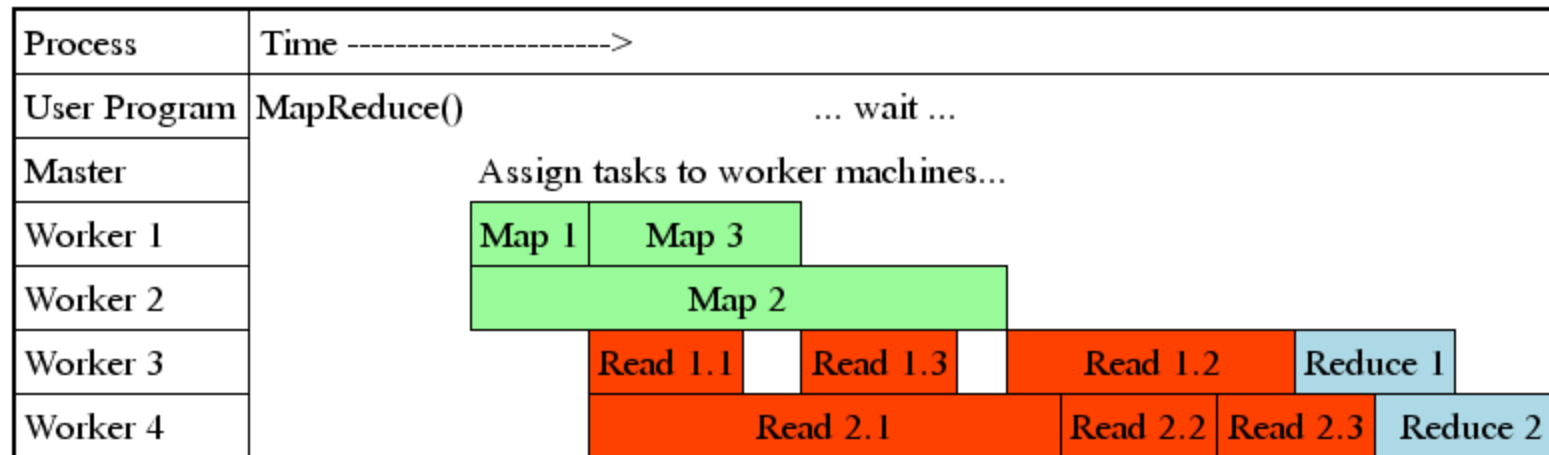 Process Time ---------------------->
User Program MapReduce() ... wait ...
Master Assign tasks to worker machines...
Worker 1 Map 1 Map 3
Worker 2 Map 2
Worker 3 Read 1.1 Read 1.3 Read 1.2 Reduce 1
Worker 4 Read 2.1 Read 2.2 Read 2.3 Reduce 2